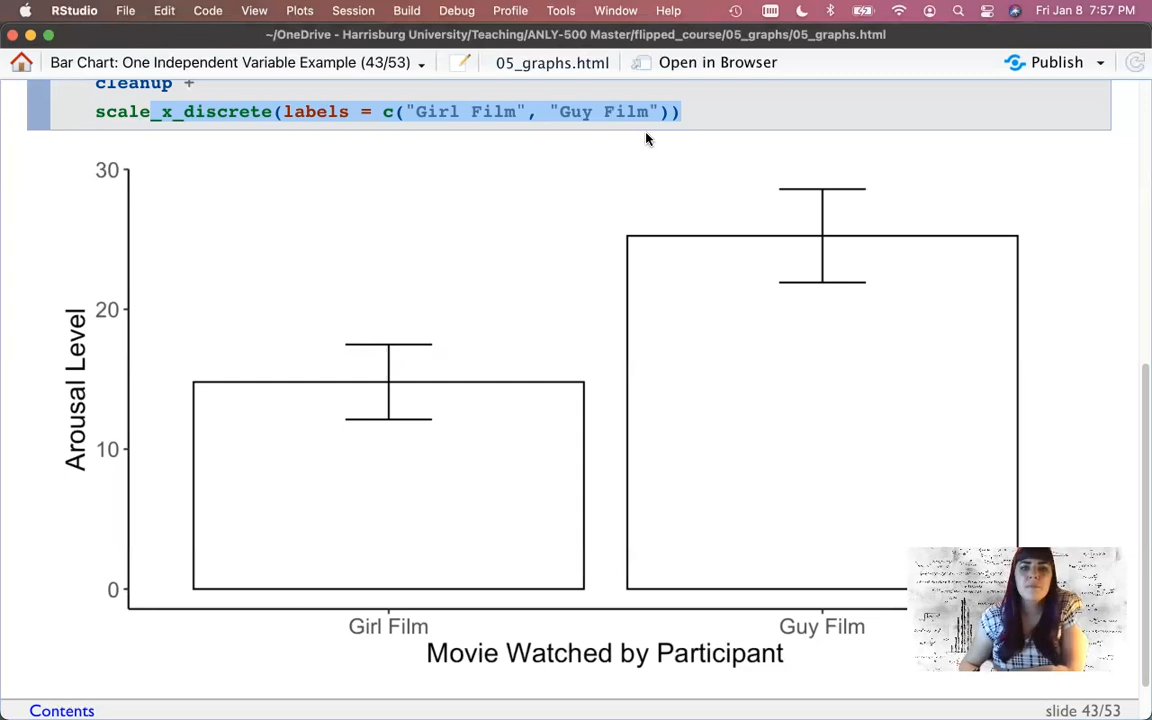 RStudio File Edit Code View Plots Session Build Debug Profile Tools Window Help Fri Jan 8 7:57 PM
~/OneDrive - Harrisburg University/Teaching/ANLY-500 Master/flipped_course/05_graphs/05_graphs.html
Bar Chart: One Independent Variable Example (43/53) 05_graphs.html Open in Browser Publish
cleanup +
scale_x_discrete(labels = c("Girl Film", "Guy Film"))
30
20
10
0
Arousal Level
Girl Film Guy Film
Movie Watched by Participant
Contents slide 43/53